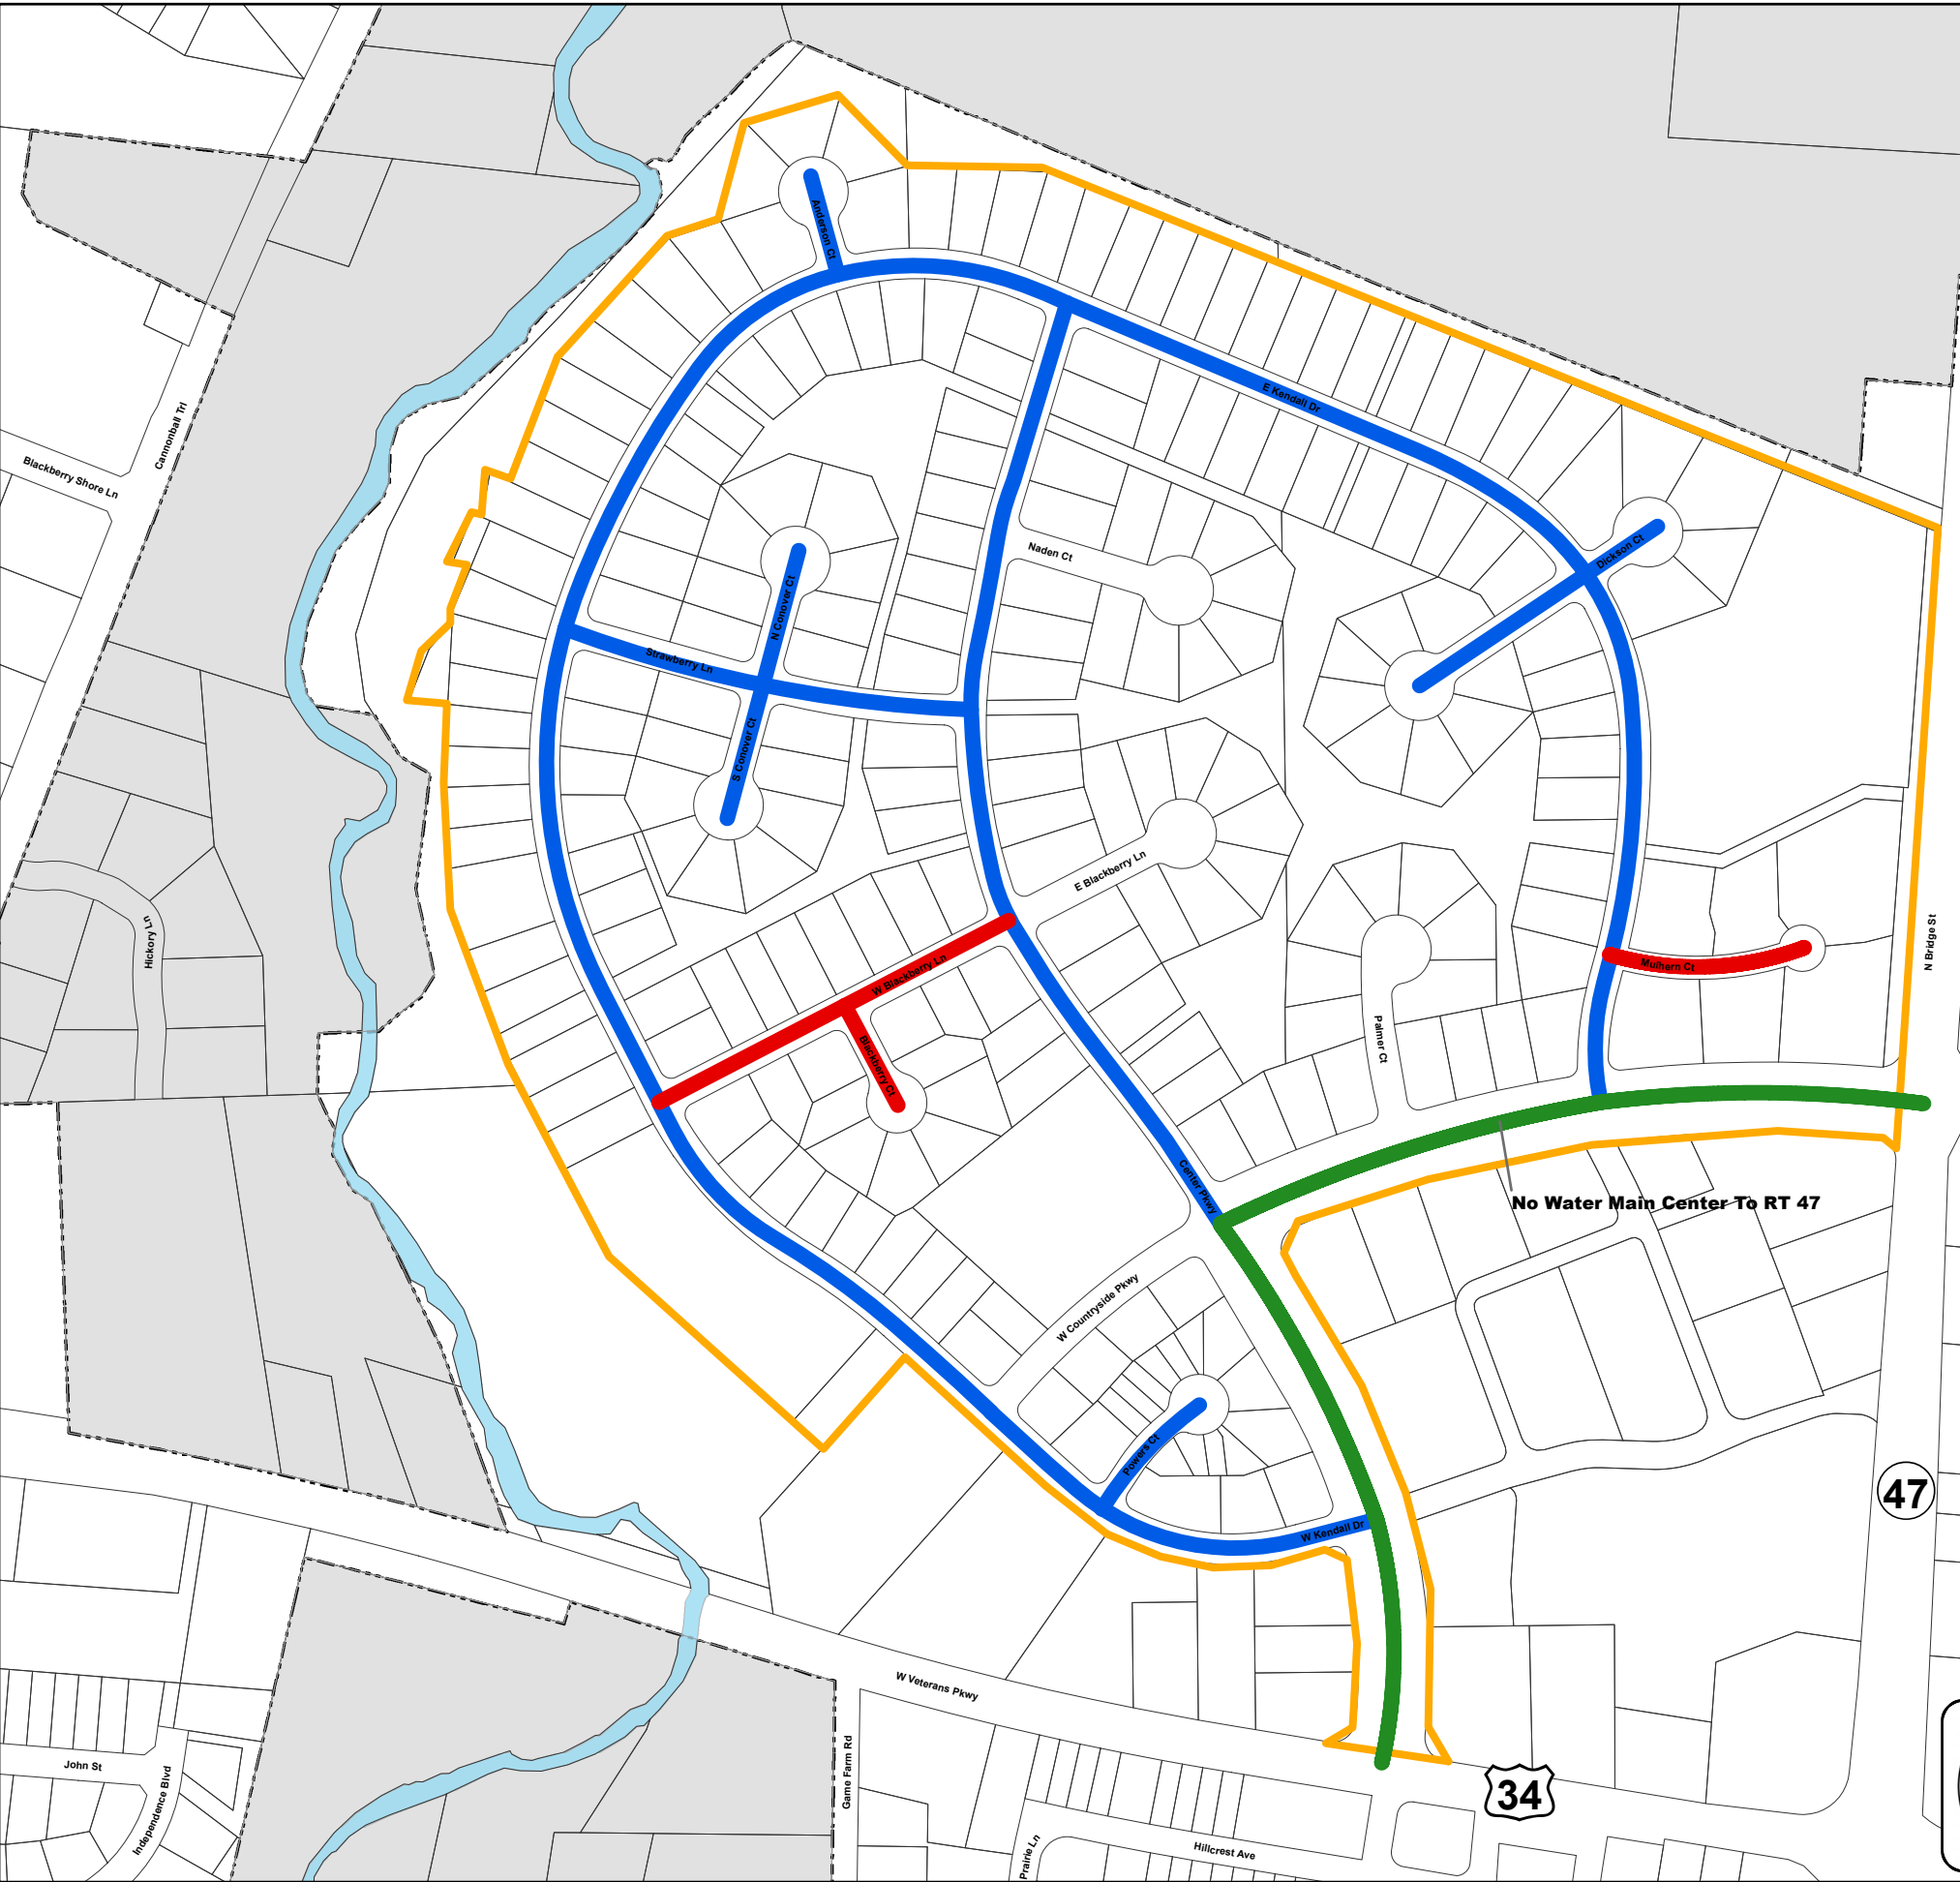 Anderson Ct
E Kendall Dr
Cannonball Trl
Blackberry Shore Ln
Naden Ct
Dickson Ct
N Conover Ct
Strawberry Ln
S Conover Ct
E Blackberry Ln
Hickory Ln
W Blackberry Ln
Mulhern Ct
N Bridge St
Blackberry Ct
Palmer Ct
Center Pkwy
No Water Main Center To RT 47
W Countryside Pkwy
Powers Ct
47
W Kendall Dr
W Veterans Pkwy
John St
Independence Blvd
Game Farm Rd
34
Prairie Ln
Hillcrest Ave